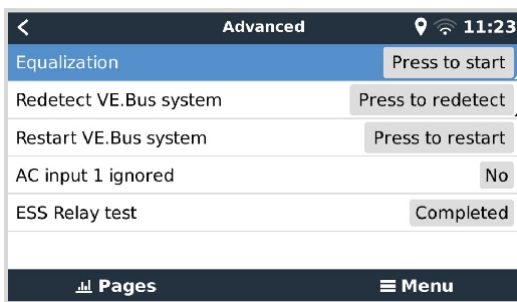 Advanced 11:23
Equalization Press to start
Redetect VE.Bus system Press to redetect
Restart VE.Bus system Press to restart
AC input 1 ignored No
ESS Relay test Completed
Pages Menu